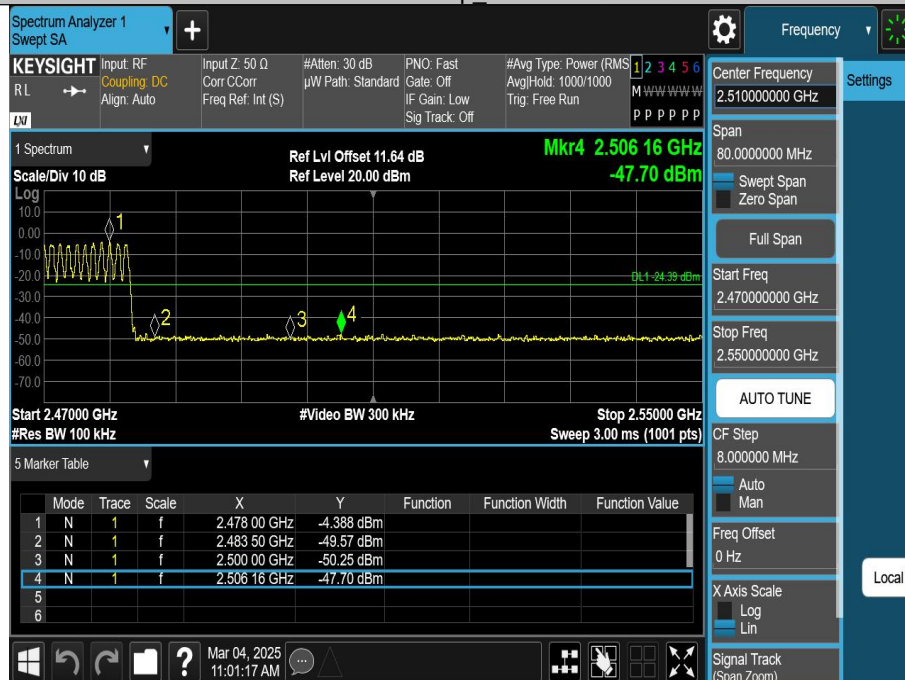 Spectrum Analyzer 1
Swept SA
+
Frequency
KEYSIGHT
RL
LXI
Input: RF
Coupling: DC
Align: Auto
Input Z: 50 Ω
Corr CCorr
Freq Ref: Int (S)
#Atten: 30 dB
µW Path: Standard
PNO: Fast
Gate: Off
IF Gain: Low
Sig Track: Off
#Avg Type: Power (RMS
Avg|Hold: 1000/1000
Trig: Free Run
1 2 3 4 5 6
M W W W W W
P P P P P P
1 Spectrum
Scale/Div 10 dB
Ref Lvl Offset 11.64 dB
Ref Level 20.00 dBm
Mkr4 2.506 16 GHz
-47.70 dBm
Log
10.0
0.00
-10.0
-20.0
-30.0
-40.0
-50.0
-60.0
-70.0
1
2
3
4
DL1 -24.39 dBm
Start 2.47000 GHz
#Res BW 100 kHz
#Video BW 300 kHz
Stop 2.55000 GHz
Sweep 3.00 ms (1001 pts)
5 Marker Table
Mode Trace Scale X Y Function Function Width Function Value
1 N 1 f 2.478 00 GHz -4.388 dBm
2 N 1 f 2.483 50 GHz -49.57 dBm
3 N 1 f 2.500 00 GHz -50.25 dBm
4 N 1 f 2.506 16 GHz -47.70 dBm
5
6
Mar 04, 2025
11:01:17 AM
?
Center Frequency
2.510000000 GHz
Span
80.0000000 MHz
Swept Span
Zero Span
Full Span
Start Freq
2.470000000 GHz
Stop Freq
2.550000000 GHz
AUTO TUNE
CF Step
8.000000 MHz
Auto
Man
Freq Offset
0 Hz
X Axis Scale
Log
Lin
Signal Track
(Span Zoom)
Settings
Local